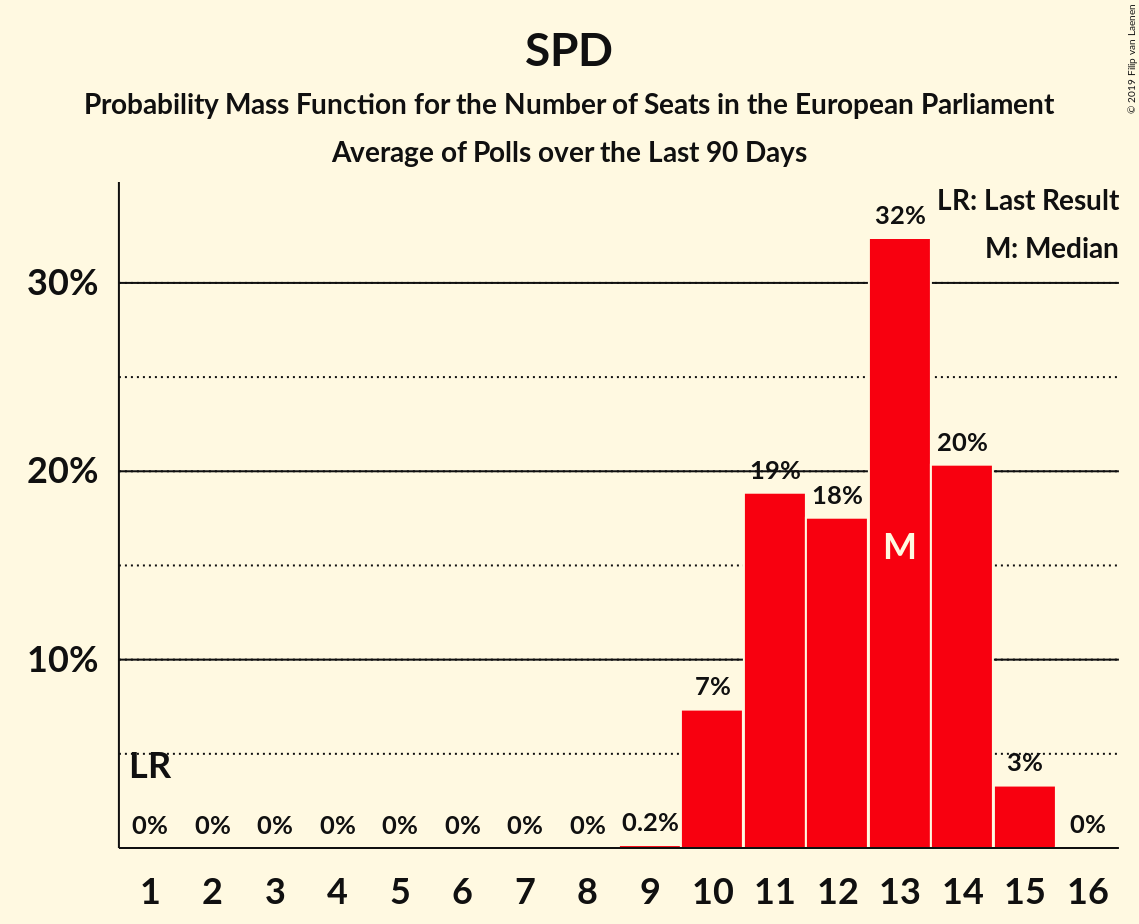 SPD
Probability Mass Function for the Number of Seats in the European Parliament
Average of Polls over the Last 90 Days
© 2019 Filip van Laenen
LR: Last Result
M: Median
32%
30%
20%
20%
19%
18%
M
10%
7%
LR
3%
0% 0% 0% 0% 0% 0% 0% 0% 0.2% 0%
1 2 3 4 5 6 7 8 9 10 11 12 13 14 15 16